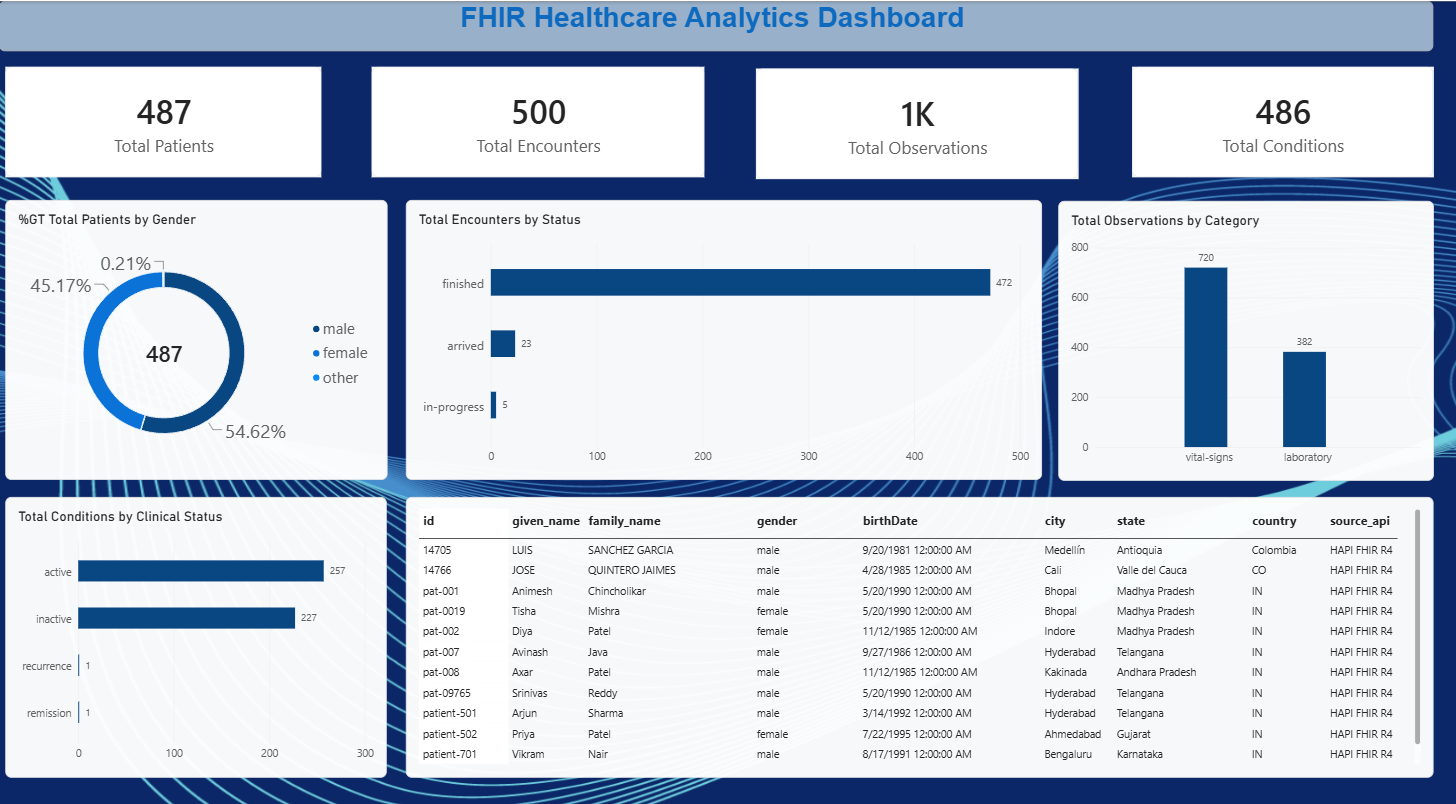 FHIR Healthcare Analytics Dashboard
487
Total Patients
500
Total Encounters
1K
Total Observations
486
Total Conditions
%GT Total Patients by Gender
0.21%
45.17%
487
54.62%
male
female
other
Total Encounters by Status
finished 472
arrived 23
in-progress 5
0 100 200 300 400 500
Total Observations by Category
800
600
400
200
0
720
382
vital-signs laboratory
Total Conditions by Clinical Status
active 257
inactive 227
recurrence 1
remission 1
0 100 200 300
id given_name family_name gender birthDate city state country source_api
14705 LUIS SANCHEZ GARCIA male 9/20/1981 12:00:00 AM Medellín Antioquia Colombia HAPI FHIR R4
14766 JOSE QUINTERO JAIMES male 4/28/1985 12:00:00 AM Cali Valle del Cauca CO HAPI FHIR R4
pat-001 Animesh Chincholikar male 5/20/1990 12:00:00 AM Bhopal Madhya Pradesh IN HAPI FHIR R4
pat-0019 Tisha Mishra female 5/20/1990 12:00:00 AM Bhopal Madhya Pradesh IN HAPI FHIR R4
pat-002 Diya Patel female 11/12/1985 12:00:00 AM Indore Madhya Pradesh IN HAPI FHIR R4
pat-007 Avinash Java male 9/27/1986 12:00:00 AM Hyderabad Telangana IN HAPI FHIR R4
pat-008 Axar Patel male 11/12/1985 12:00:00 AM Kakinada Andhara Pradesh IN HAPI FHIR R4
pat-09765 Srinivas Reddy male 5/20/1990 12:00:00 AM Hyderabad Telangana IN HAPI FHIR R4
patient-501 Arjun Sharma male 3/14/1992 12:00:00 AM Hyderabad Telangana IN HAPI FHIR R4
patient-502 Priya Patel female 7/22/1995 12:00:00 AM Ahmedabad Gujarat IN HAPI FHIR R4
patient-701 Vikram Nair male 8/17/1991 12:00:00 AM Bengaluru Karnataka IN HAPI FHIR R4